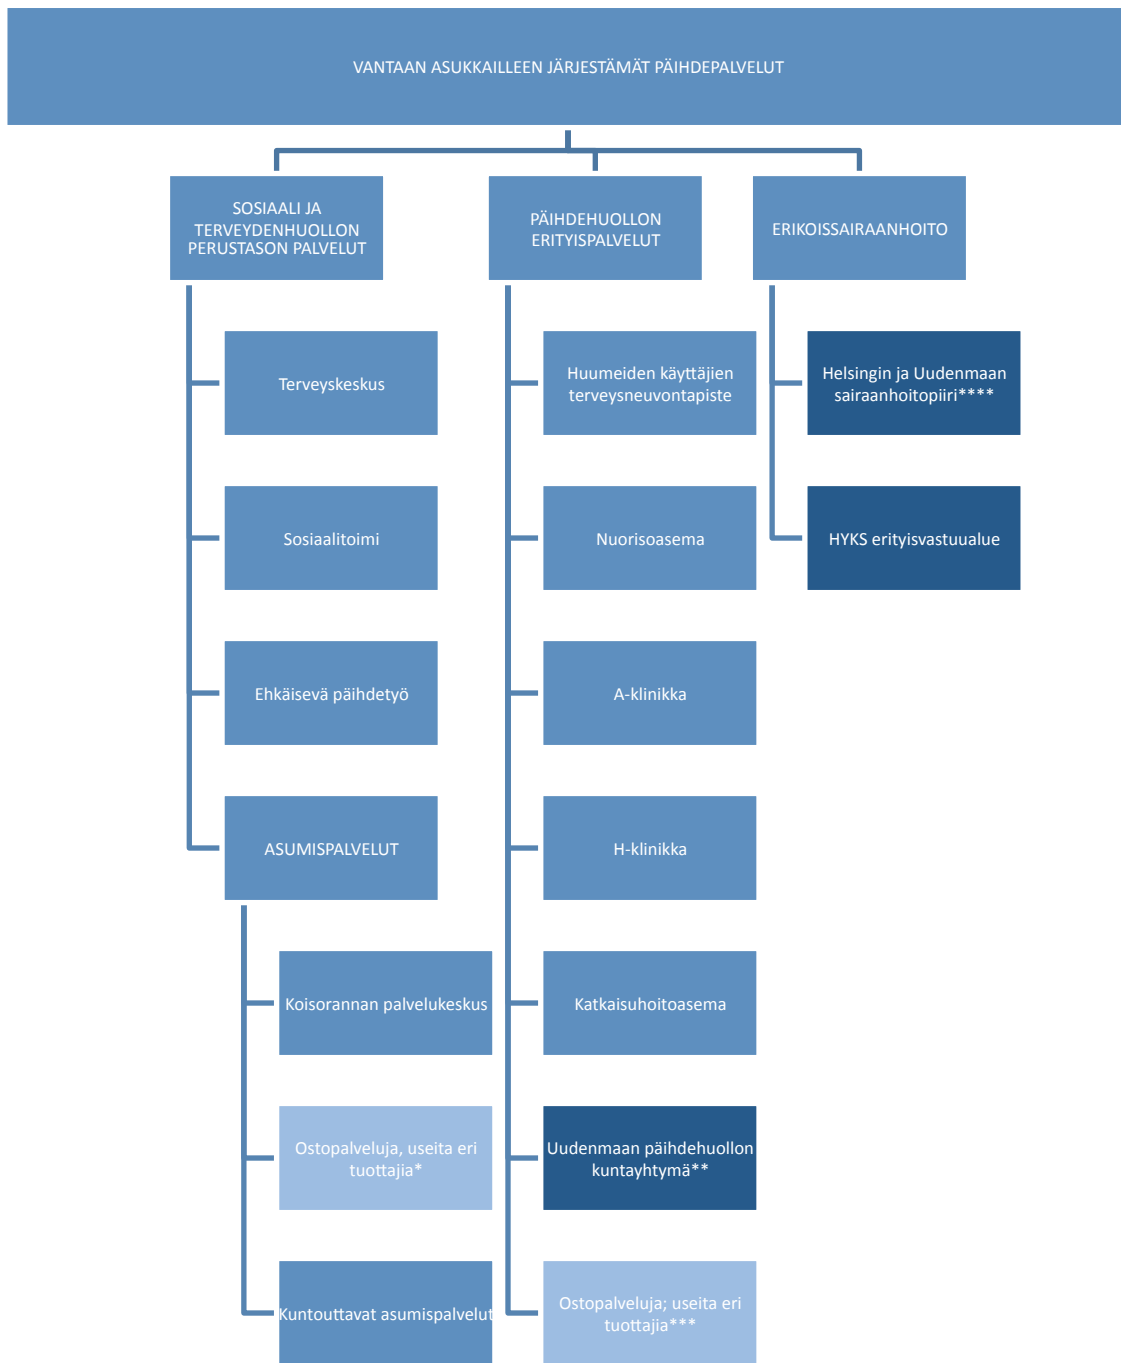 VANTAAN ASUKKAILLEEN JÄRJESTÄMÄT PÄIHDEPALVELUT
SOSIAALI JA
TERVEYDENHUOLLON
PERUSTASON PALVELUT
Terveyskeskus
Sosiaalitoimi
Ehkäisevä päihdetyö
ASUMISPALVELUT
Koisorannan palvelukeskus
Ostopalveluja, useita eri
tuottajia*
Kuntouttavat asumispalvelut
PÄIHDEHUOLLON
ERITYISPALVELUT
Huumeiden käyttäjien
terveysneuvontapiste
Nuorisoasema
A-klinikka
H-klinikka
Katkaisuhoitoasema
Uudenmaan päihdehuollon
kuntayhtymä**
Ostopalveluja; useita eri
tuottajia***
ERIKOISSAIRAANHOITO
Helsingin ja Uudenmaan
sairaanhoitopiiri****
HYKS erityisvastuualue